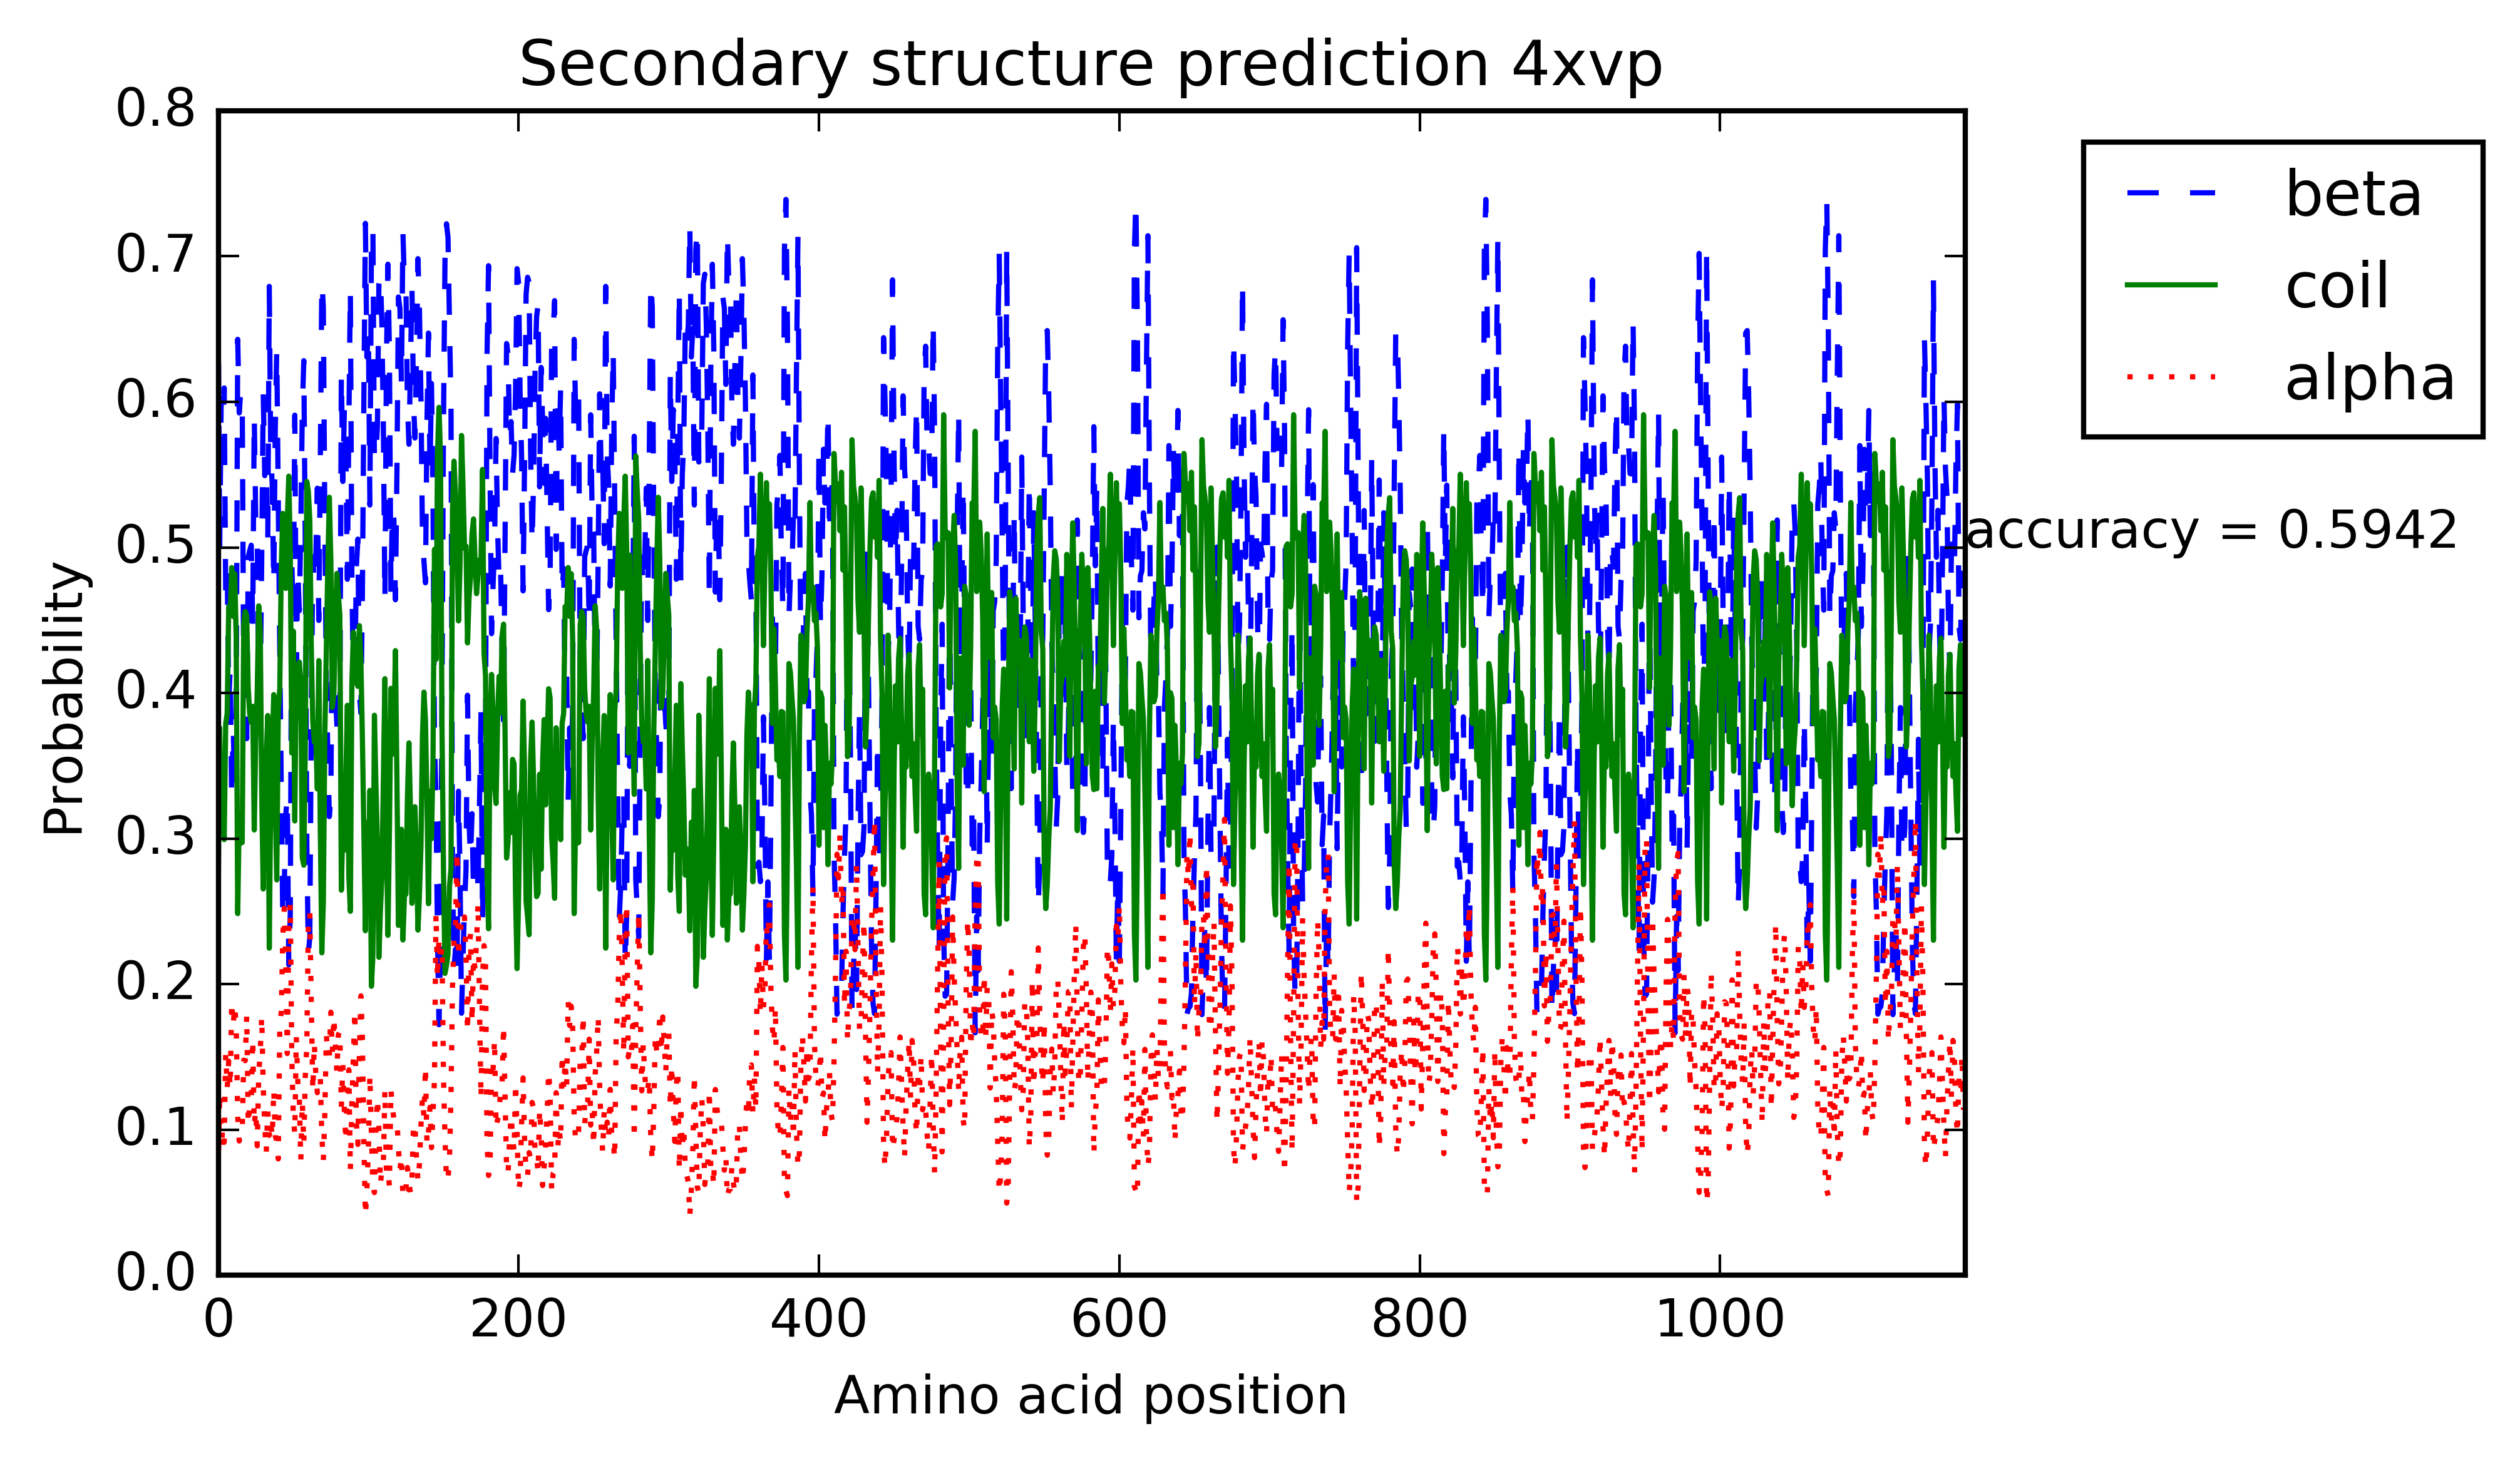 Secondary structure prediction 4xvp
0.8
0.7
0.6
0.5
0.4
0.3
0.2
0.1
0.0
Probability
0
200
400
600
800
1000
Amino acid position
beta
coil
alpha
accuracy = 0.5942